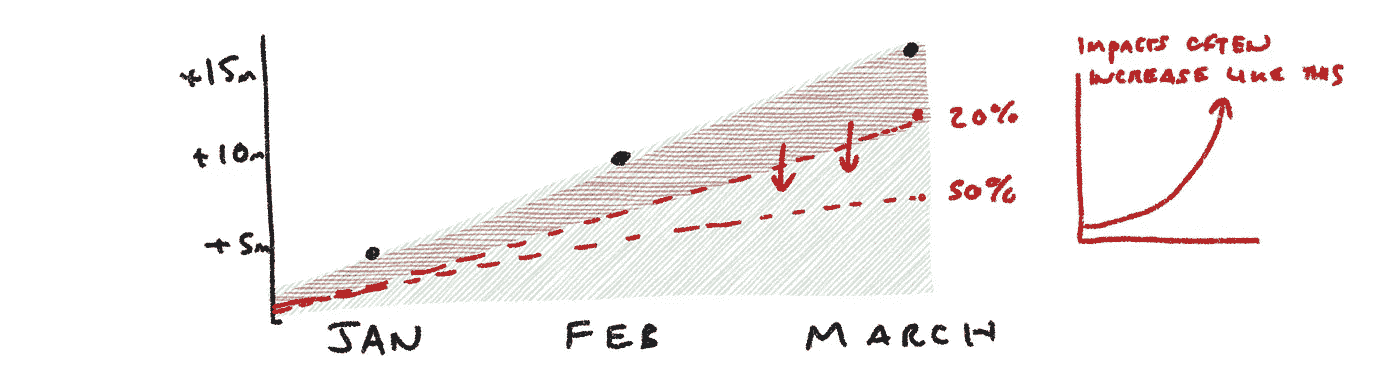 +15m
+10m
+5m
JAN FEB MARCH
20%
50%
IMPACTS OFTEN
INCREASE LIKE THIS